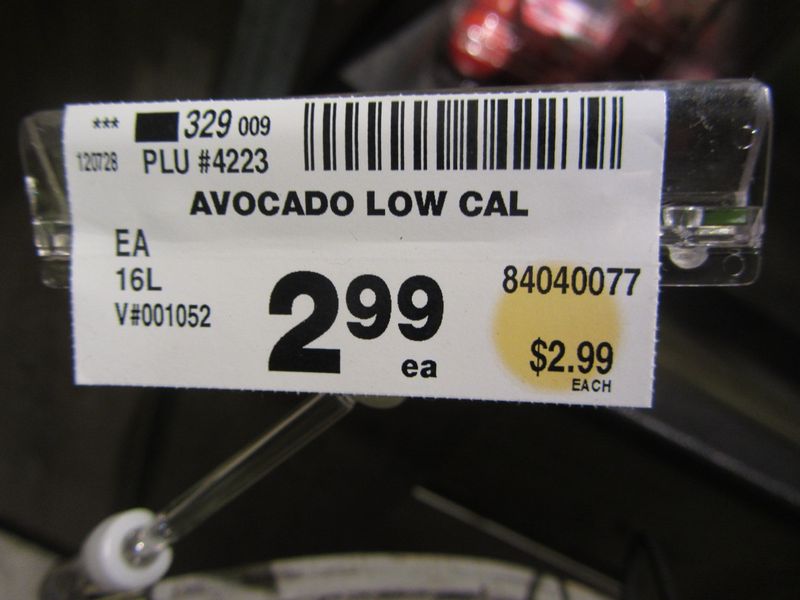 *** 329 009
120728 PLU #4223
AVOCADO LOW CAL
EA
16L
V#001052
2.99 ea
84040077
$2.99
EACH